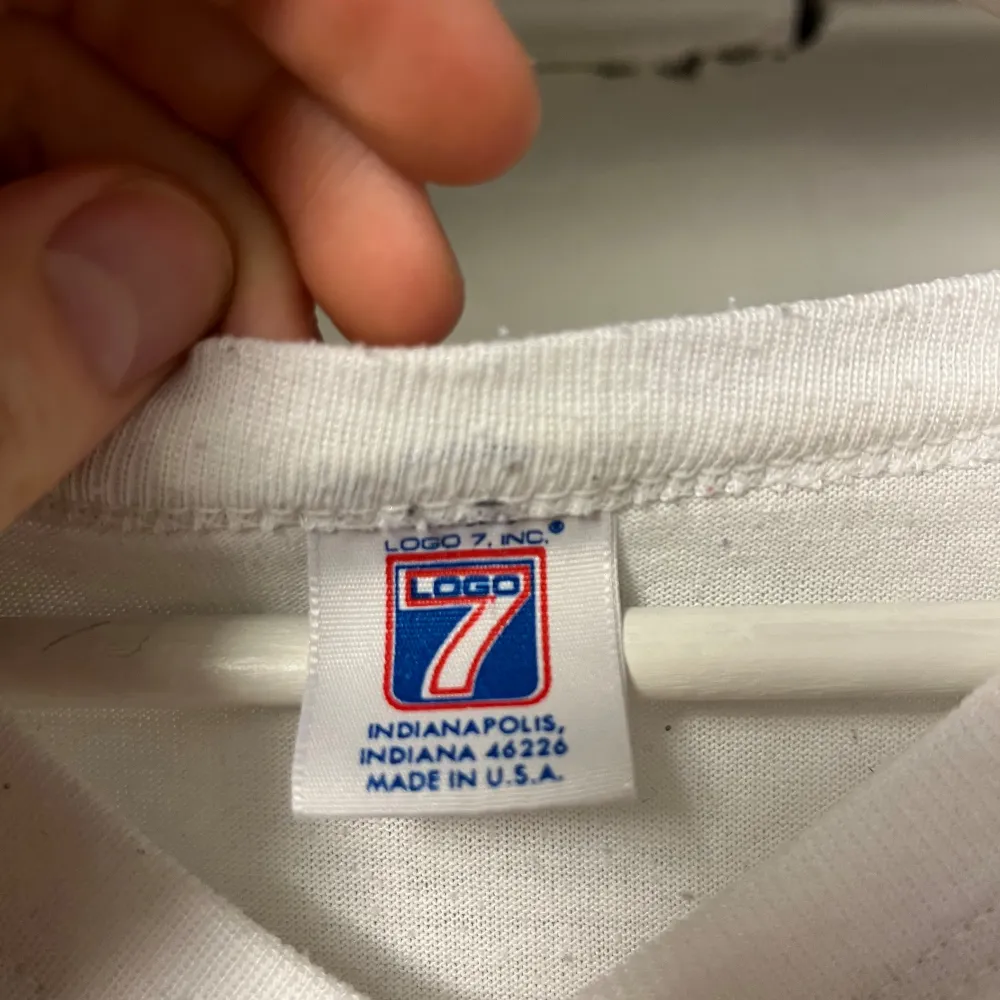 LOGO 7, INC.®
LOGO
7
INDIANAPOLIS,
INDIANA 46226
MADE IN U.S.A.